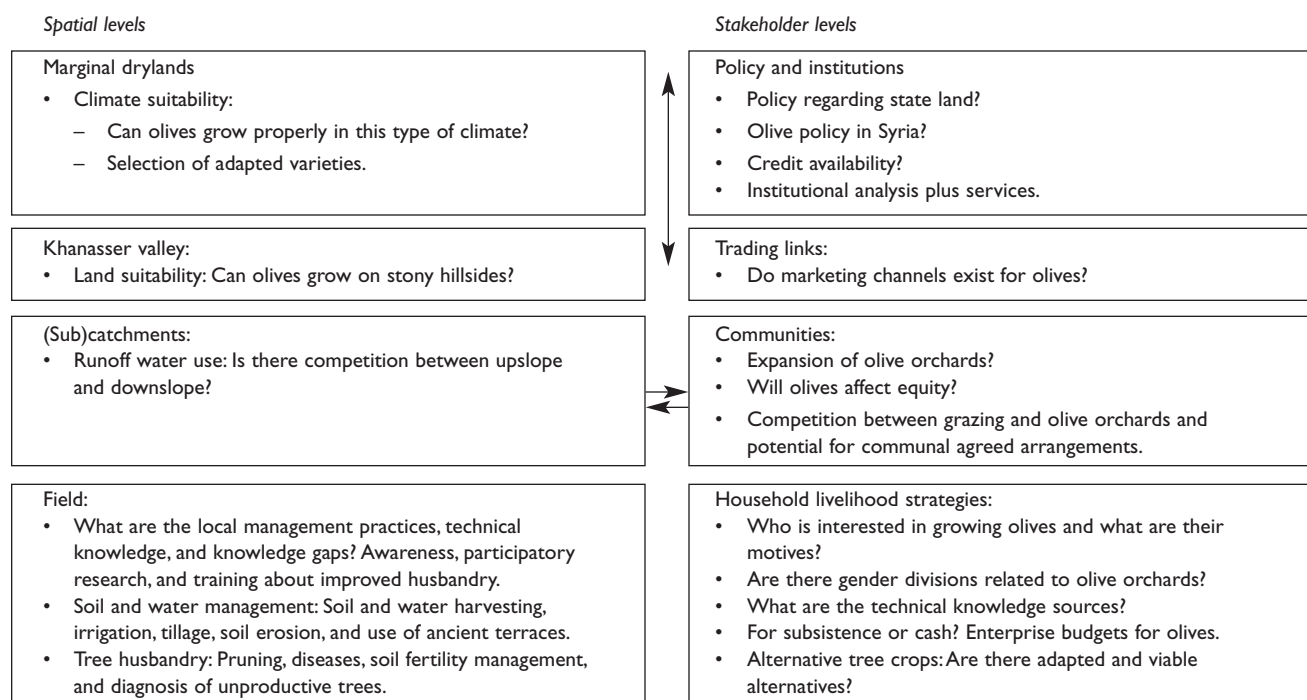 Spatial levels
Marginal drylands
• Climate suitability:
– Can olives grow properly in this type of climate?
– Selection of adapted varieties.
Khanasser valley:
• Land suitability: Can olives grow on stony hillsides?
(Sub)catchments:
• Runoff water use: Is there competition between upslope
and downslope?
Field:
• What are the local management practices, technical
knowledge, and knowledge gaps? Awareness, participatory
research, and training about improved husbandry.
• Soil and water management: Soil and water harvesting,
irrigation, tillage, soil erosion, and use of ancient terraces.
• Tree husbandry: Pruning, diseases, soil fertility management,
and diagnosis of unproductive trees.
Stakeholder levels
Policy and institutions
• Policy regarding state land?
• Olive policy in Syria?
• Credit availability?
• Institutional analysis plus services.
Trading links:
• Do marketing channels exist for olives?
Communities:
• Expansion of olive orchards?
• Will olives affect equity?
• Competition between grazing and olive orchards and
potential for communal agreed arrangements.
Household livelihood strategies:
• Who is interested in growing olives and what are their
motives?
• Are there gender divisions related to olive orchards?
• What are the technical knowledge sources?
• For subsistence or cash? Enterprise budgets for olives.
• Alternative tree crops: Are there adapted and viable
alternatives?